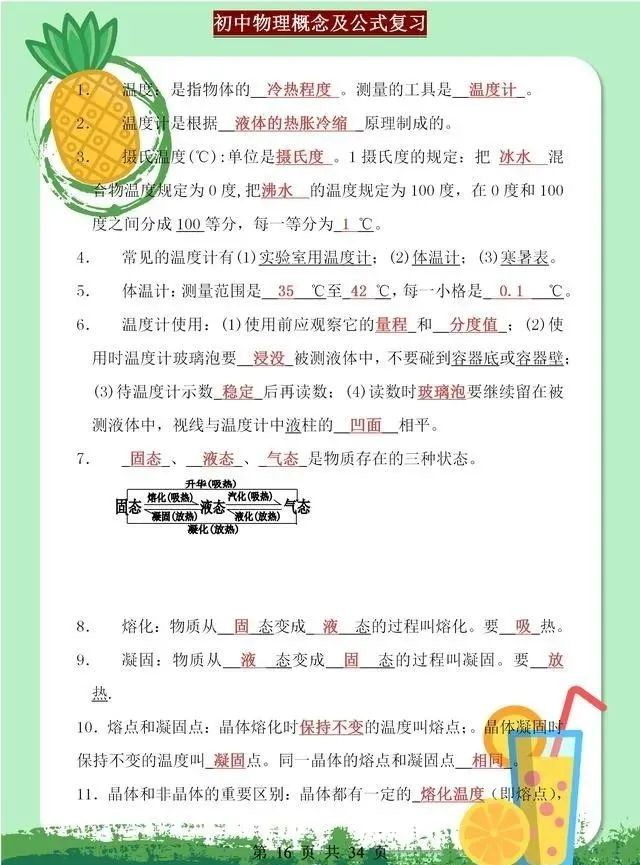 初中物理概念及公式复习
1. 温度：是指物体的 冷热程度 。测量的工具是 温度计 。
2. 温度计是根据 液体的热胀冷缩 原理制成的。
3. 摄氏温度(℃):单位是摄氏度 。1摄氏度的规定：把 冰水 混
合物温度规定为0度,把沸水 的温度规定为100度，在0度和100
度之间分成100等分，每一等分为 1 ℃。
4. 常见的温度计有(1)实验室用温度计；(2)体温计；(3)寒暑表。
5. 体温计：测量范围是 35 ℃至 42 ℃，每一小格是 0.1 ℃。
6. 温度计使用：(1)使用前应观察它的量程 和 分度值 ；(2)使
用时温度计玻璃泡要 浸没 被测液体中，不要碰到容器底或容器壁；
(3)待温度计示数 稳定 后再读数；(4)读数时玻璃泡要继续留在被
测液体中，视线与温度计中液柱的 凹面 相平。
7. 固态 、 液态 、 气态 是物质存在的三种状态。
升华(吸热)
熔化(吸热) 汽化(吸热)
固态 液态 气态
凝固(放热) 液化(放热)
凝化(放热)
8. 熔化：物质从 固 态变成 液 态的过程叫熔化。要 吸 热。
9. 凝固：物质从 液 态变成 固 态的过程叫凝固。要 放
热.
10．熔点和凝固点：晶体熔化时保持不变的温度叫熔点；。晶体凝固时
保持不变的温度叫 凝固点。同一晶体的熔点和凝固点 相同 。
11．晶体和非晶体的重要区别：晶体都有一定的 熔化温度（即熔点），
第 16 页 共 34 页